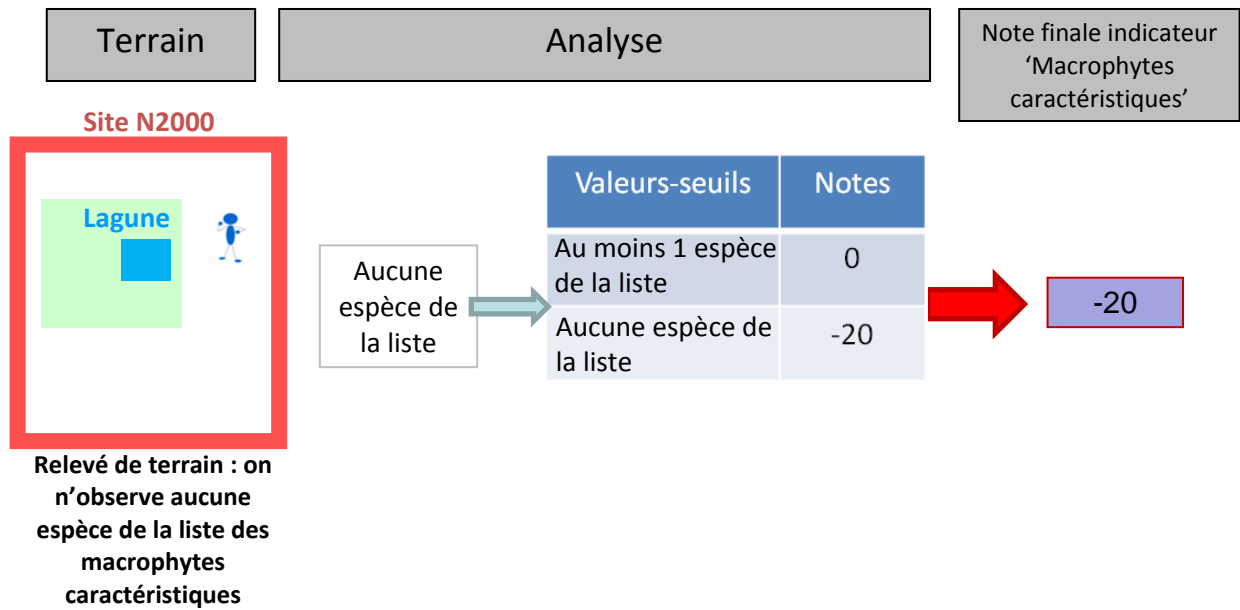 Terrain
Analyse
Note finale indicateur
‘Macrophytes
caractéristiques’
Site N2000
Lagune
Relevé de terrain : on
n’observe aucune
espèce de la liste des
macrophytes
caractéristiques
Aucune
espèce de
la liste
Valeurs-seuils Notes
Au moins 1 espèce
de la liste
0
Aucune espèce de
la liste
-20
-20